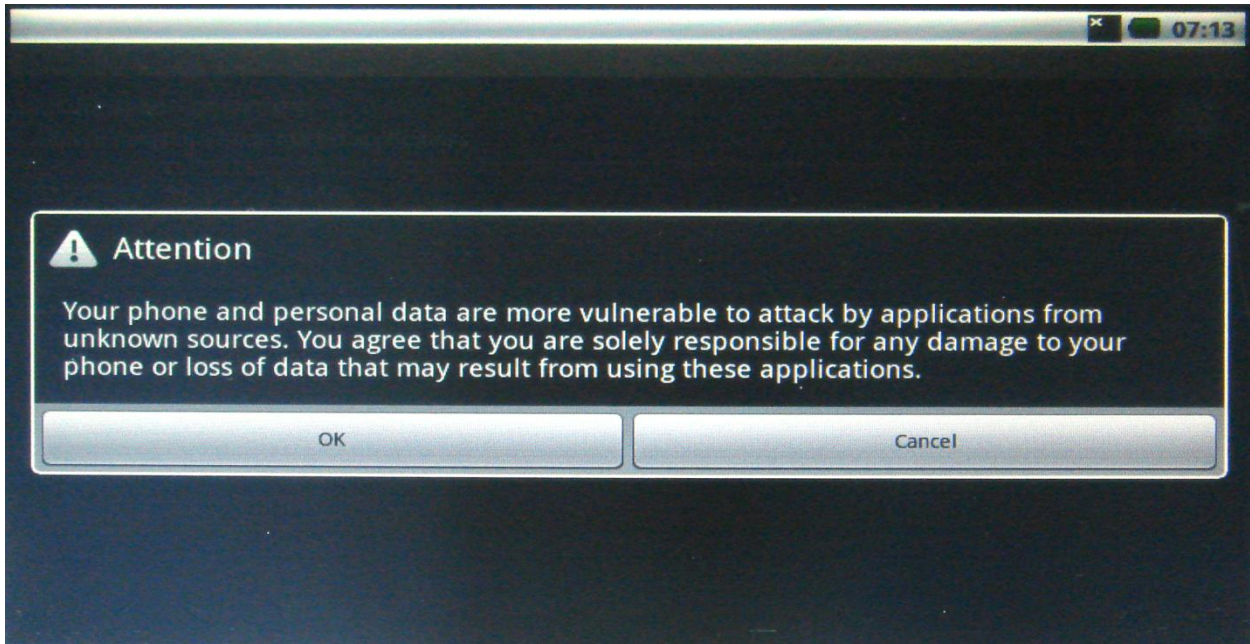 07:13
Attention
Your phone and personal data are more vulnerable to attack by applications from
unknown sources. You agree that you are solely responsible for any damage to your
phone or loss of data that may result from using these applications.
OK
Cancel